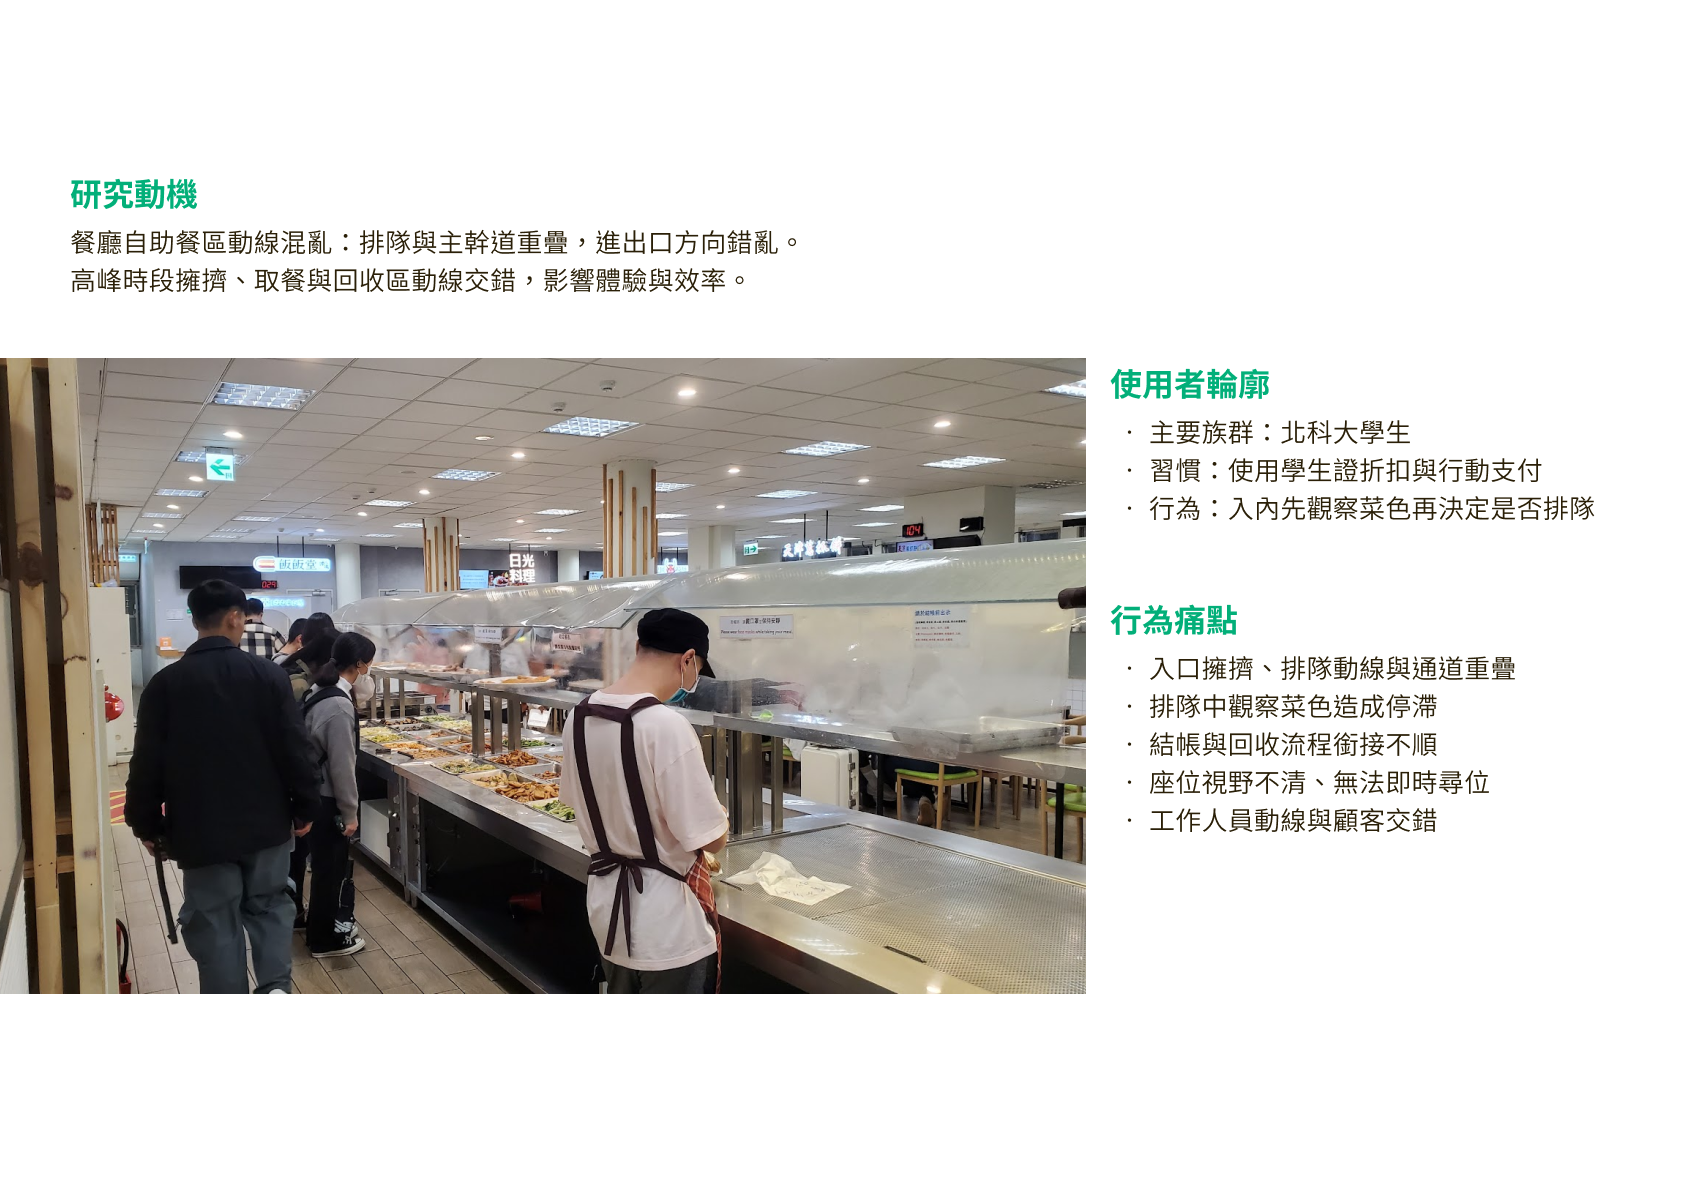 研究動機
餐廳自助餐區動線混亂：排隊與主幹道重疊，進出口方向錯亂。
高峰時段擁擠、取餐與回收區動線交錯，影響體驗與效率。
使用者輪廓
· 主要族群：北科大學生
· 習慣：使用學生證折扣與行動支付
· 行為：入內先觀察菜色再決定是否排隊
行為痛點
· 入口擁擠、排隊動線與通道重疊
· 排隊中觀察菜色造成停滯
· 結帳與回收流程銜接不順
· 座位視野不清、無法即時尋位
· 工作人員動線與顧客交錯
104
飯飯堂
029
日光
料理